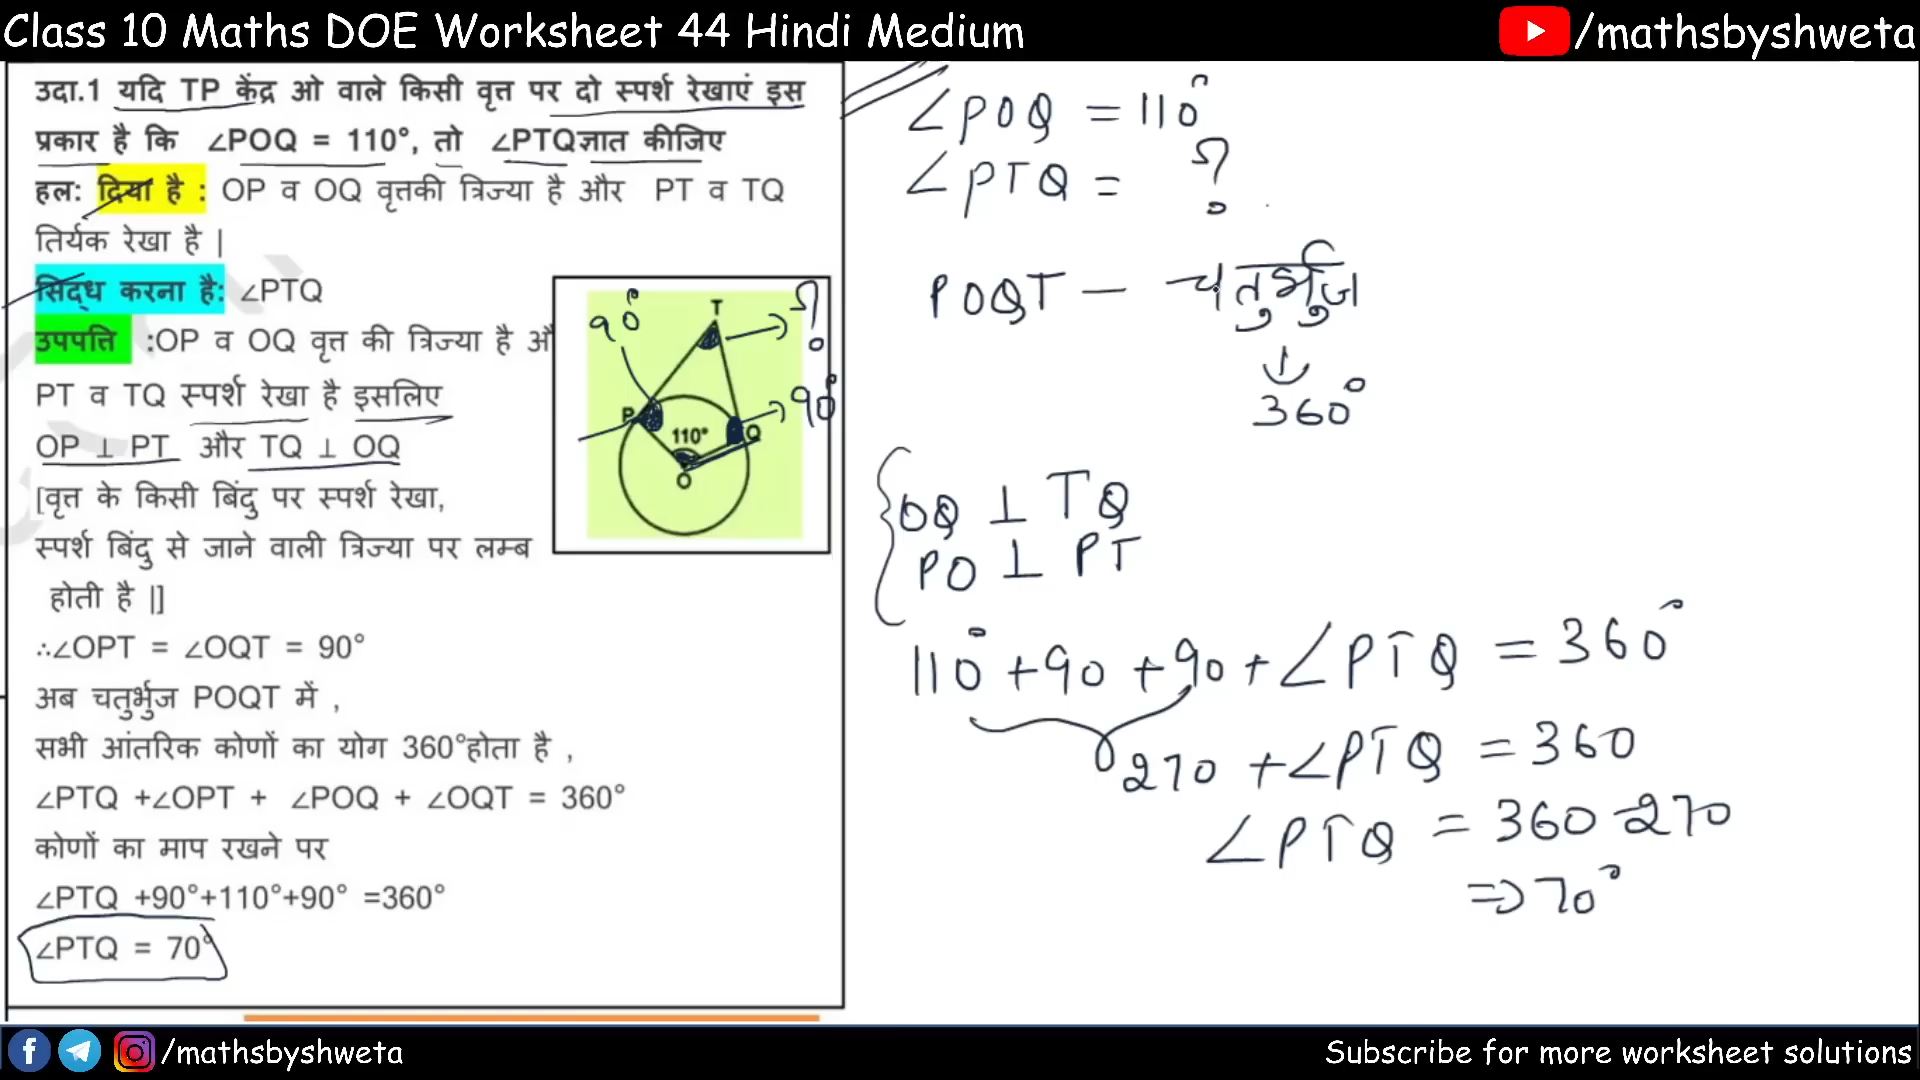 Class 10 Maths DOE Worksheet 44 Hindi Medium
/mathsbyshweta
उदा.1 यदि TP केंद्र ओ वाले किसी वृत्त पर दो स्पर्श रेखाएं इस
प्रकार है कि ∠POQ = 110°, तो ∠PTQज्ञात कीजिए
हल: दिया है : OP व OQ वृत्तकी त्रिज्या है और PT व TQ
तिर्यक रेखा है |
सिद्ध करना है: ∠PTQ
उपपत्ति :OP व OQ वृत्त की त्रिज्या है औ
PT व TQ स्पर्श रेखा है इसलिए
OP ⊥ PT और TQ ⊥ OQ
[वृत्त के किसी बिंदु पर स्पर्श रेखा,
स्पर्श बिंदु से जाने वाली त्रिज्या पर लम्ब
होती है |]
∴∠OPT = ∠OQT = 90°
अब चतुर्भुज POQT में ,
सभी आंतरिक कोणों का योग 360°होता है ,
∠PTQ +∠OPT + ∠POQ + ∠OQT = 360°
कोणों का माप रखने पर
∠PTQ +90°+110°+90° =360°
∠PTQ = 70°
90°
T
?
P
90°
110°
Q
O
∠POQ = 110°
∠PTQ = ?
POQT — चतुर्भुज
360°
OQ ⊥ TQ
PO ⊥ PT
110° + 90 + 90 + ∠PTQ = 360°
270 + ∠PTQ = 360
∠PTQ = 360 - 270
⇒ 70°
/mathsbyshweta
Subscribe for more worksheet solutions